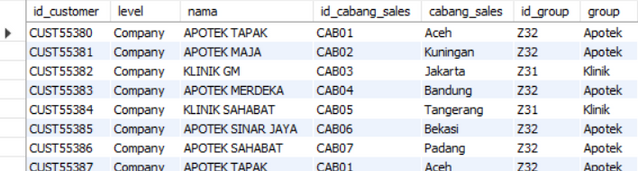 id_customer level nama id_cabang_sales cabang_sales id_group group
CUST55380 Company APOTEK TAPAK CAB01 Aceh Z32 Apotek
CUST55381 Company APOTEK MAJA CAB02 Kuningan Z32 Apotek
CUST55382 Company KLINIK GM CAB03 Jakarta Z31 Klinik
CUST55383 Company APOTEK MERDEKA CAB04 Bandung Z32 Apotek
CUST55384 Company KLINIK SAHABAT CAB05 Tangerang Z31 Klinik
CUST55385 Company APOTEK SINAR JAYA CAB06 Bekasi Z32 Apotek
CUST55386 Company APOTEK SAHABAT CAB07 Padang Z32 Apotek
CUST55387 Company APOTEK TAPAK CAB01 Aceh Z32 Apotek